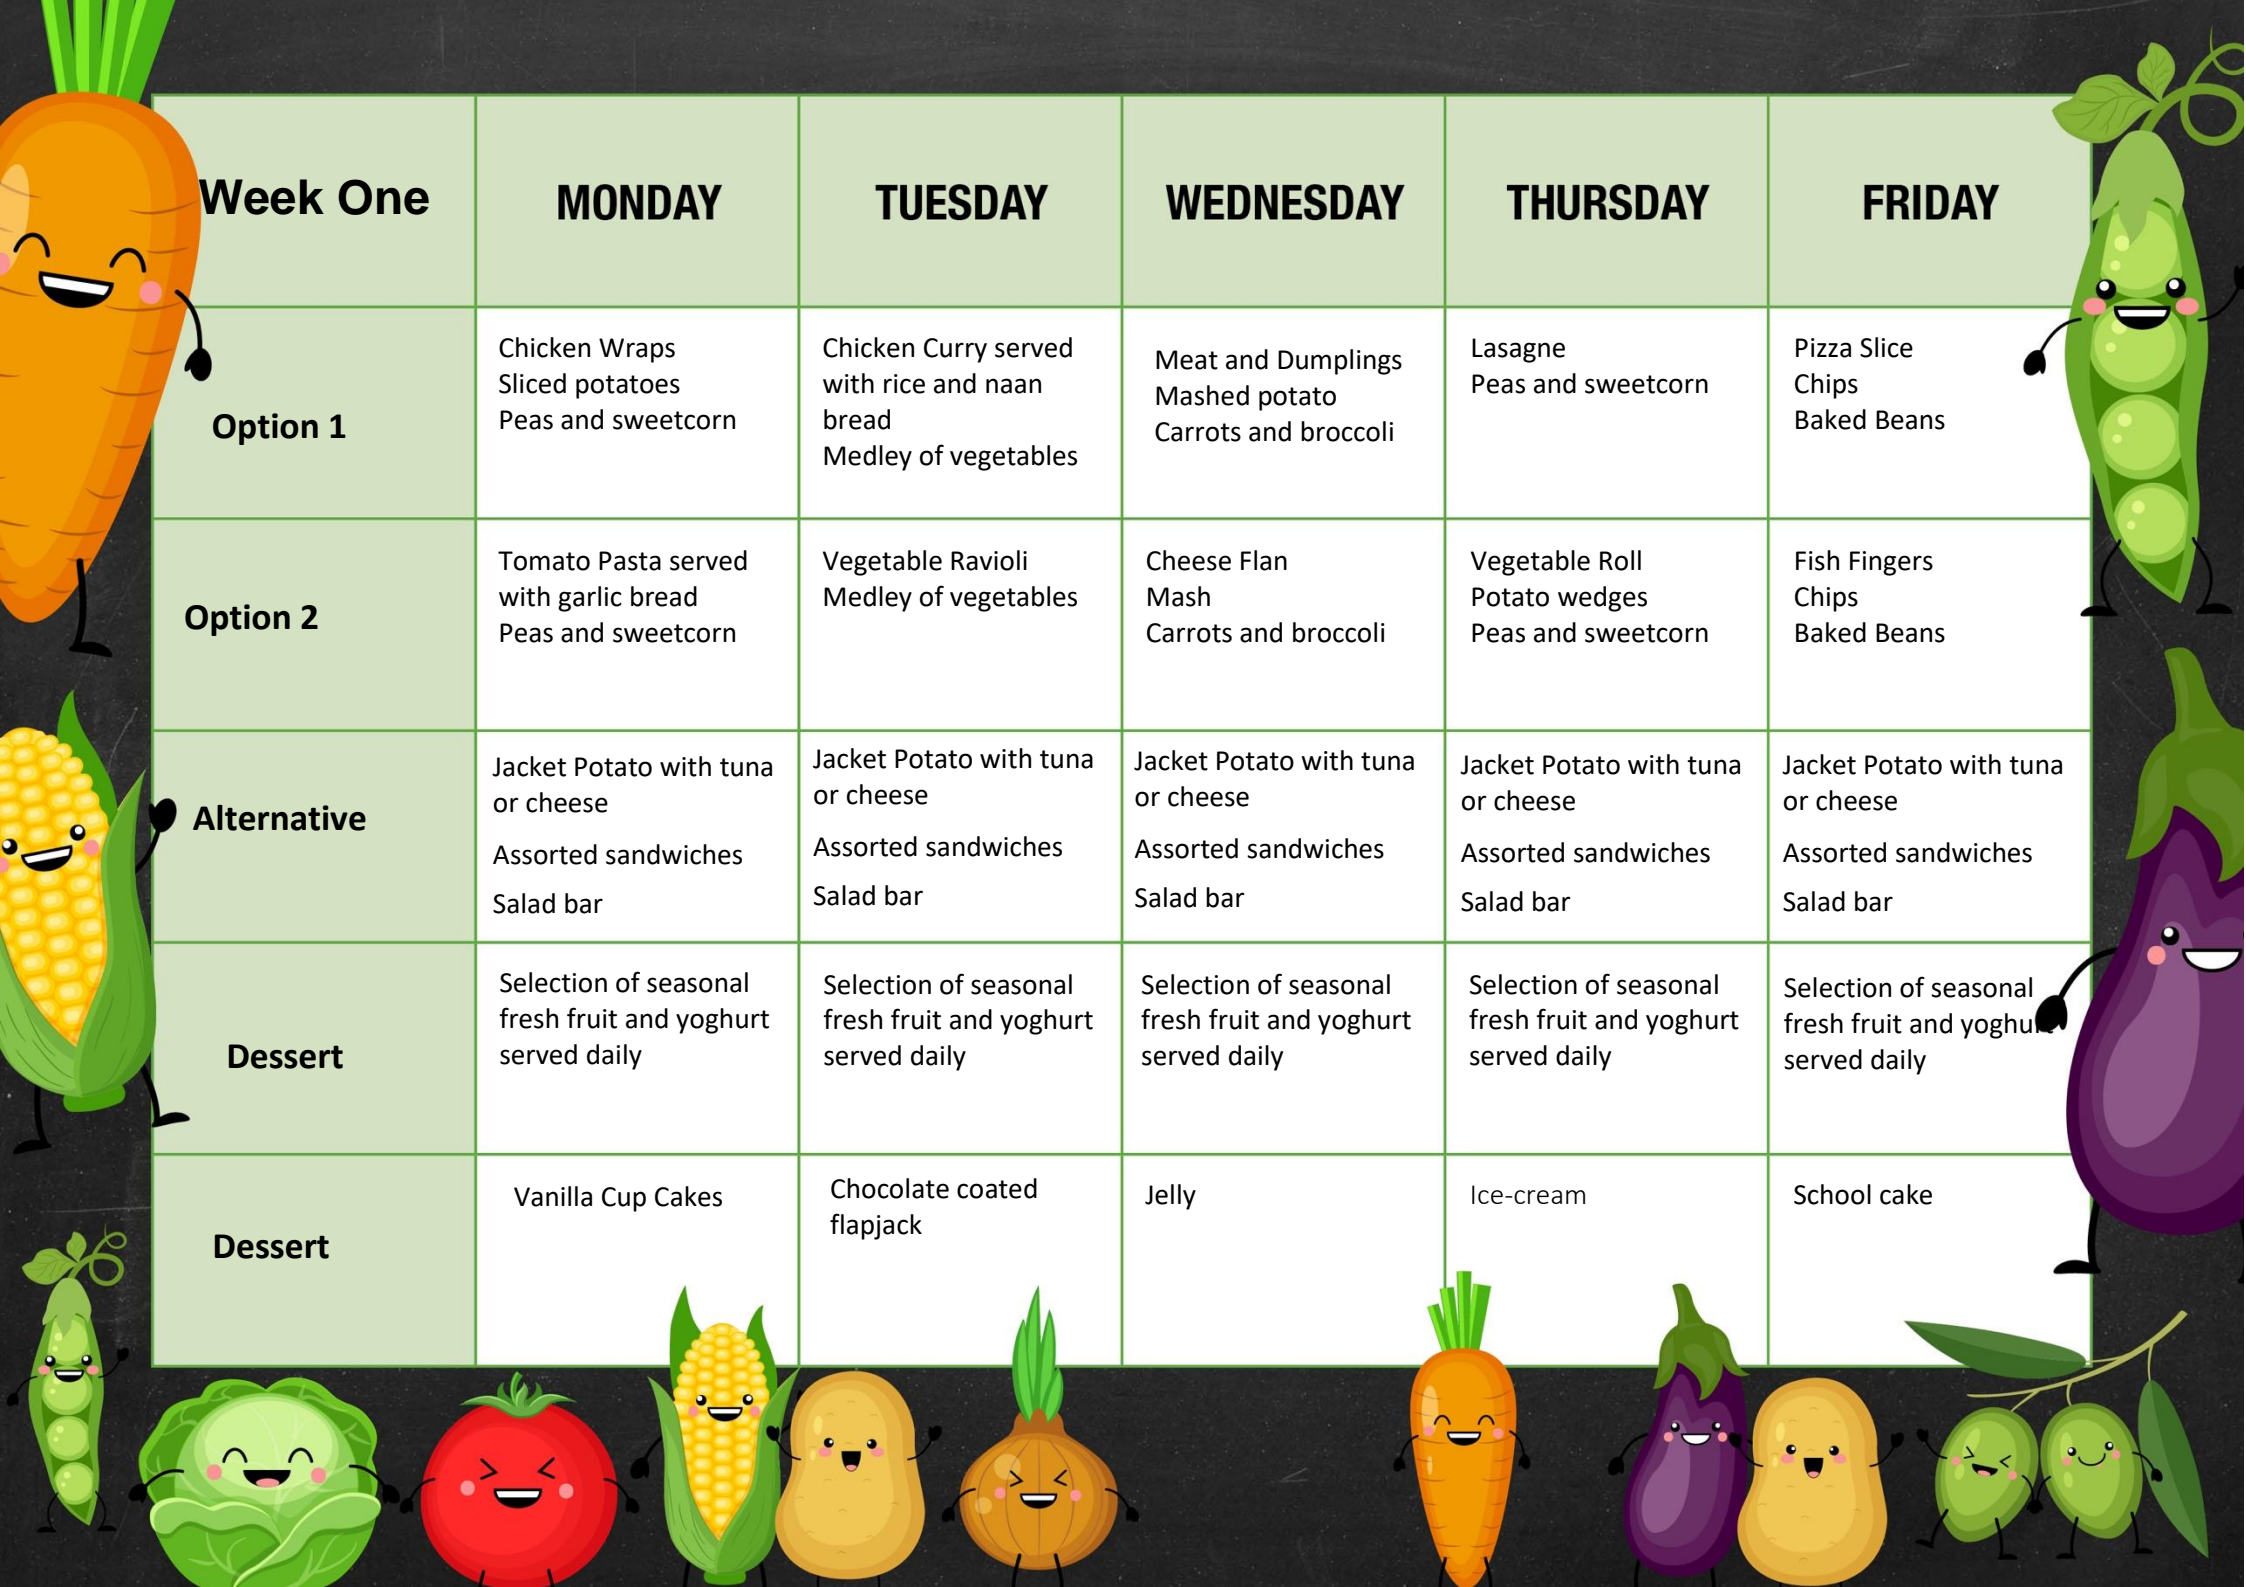 Week One
MONDAY
TUESDAY
WEDNESDAY
THURSDAY
FRIDAY
Option 1
Chicken Wraps
Sliced potatoes
Peas and sweetcorn
Chicken Curry served
with rice and naan
bread
Medley of vegetables
Meat and Dumplings
Mashed potato
Carrots and broccoli
Lasagne
Peas and sweetcorn
Pizza Slice
Chips
Baked Beans
Option 2
Tomato Pasta served
with garlic bread
Peas and sweetcorn
Vegetable Ravioli
Medley of vegetables
Cheese Flan
Mash
Carrots and broccoli
Vegetable Roll
Potato wedges
Peas and sweetcorn
Fish Fingers
Chips
Baked Beans
Alternative
Jacket Potato with tuna
or cheese
Assorted sandwiches
Salad bar
Jacket Potato with tuna
or cheese
Assorted sandwiches
Salad bar
Jacket Potato with tuna
or cheese
Assorted sandwiches
Salad bar
Jacket Potato with tuna
or cheese
Assorted sandwiches
Salad bar
Jacket Potato with tuna
or cheese
Assorted sandwiches
Salad bar
Dessert
Selection of seasonal
fresh fruit and yoghurt
served daily
Selection of seasonal
fresh fruit and yoghurt
served daily
Selection of seasonal
fresh fruit and yoghurt
served daily
Selection of seasonal
fresh fruit and yoghurt
served daily
Selection of seasonal
fresh fruit and yoghurt
served daily
Dessert
Vanilla Cup Cakes
Chocolate coated
flapjack
Jelly
Ice-cream
School cake